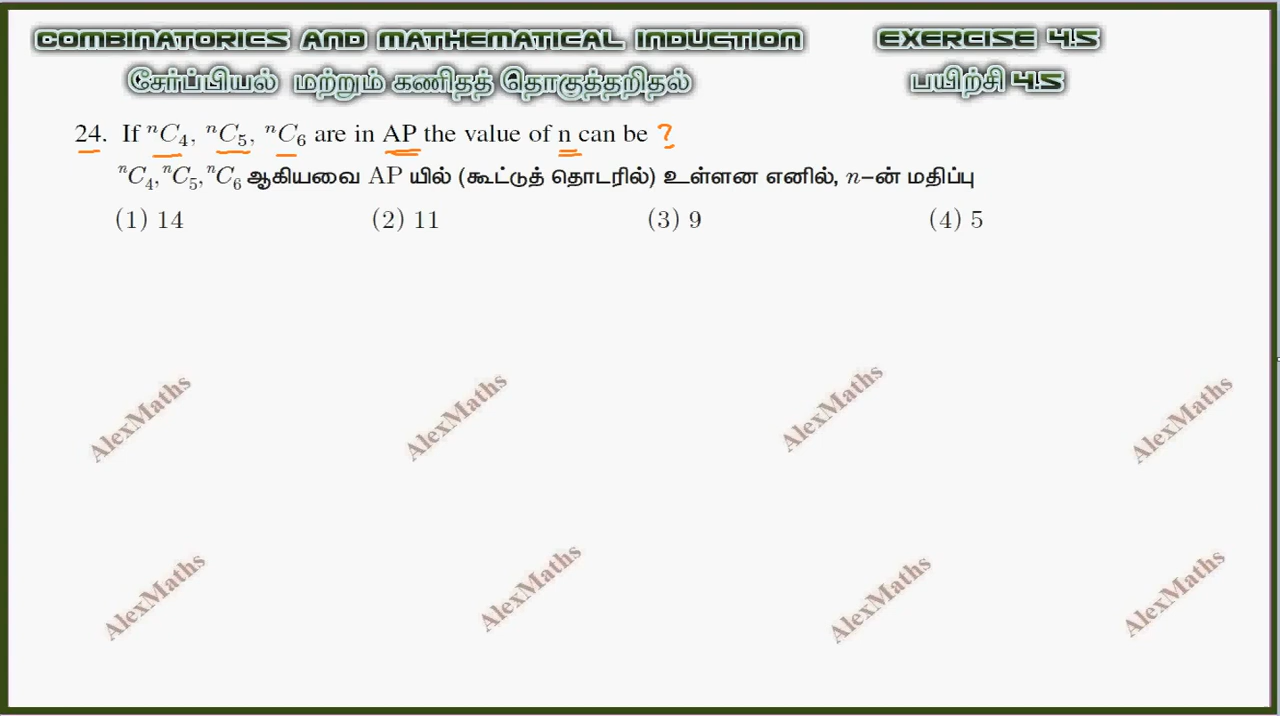 COMBINATORICS AND MATHEMATICAL INDUCTION EXERCISE 4.5
சேர்ப்பியல் மற்றும் கணிதத் தொகுத்தறிதல் பயிற்சி 4.5
24. If ⁿC₄, ⁿC₅, ⁿC₆ are in AP the value of n can be ?
ⁿC₄,ⁿC₅,ⁿC₆ ஆகியவை AP யில் (கூட்டுத் தொடரில்) உள்ளன எனில், n–ன் மதிப்பு
(1) 14 (2) 11 (3) 9 (4) 5
AlexMaths AlexMaths AlexMaths AlexMaths
AlexMaths AlexMaths AlexMaths AlexMaths